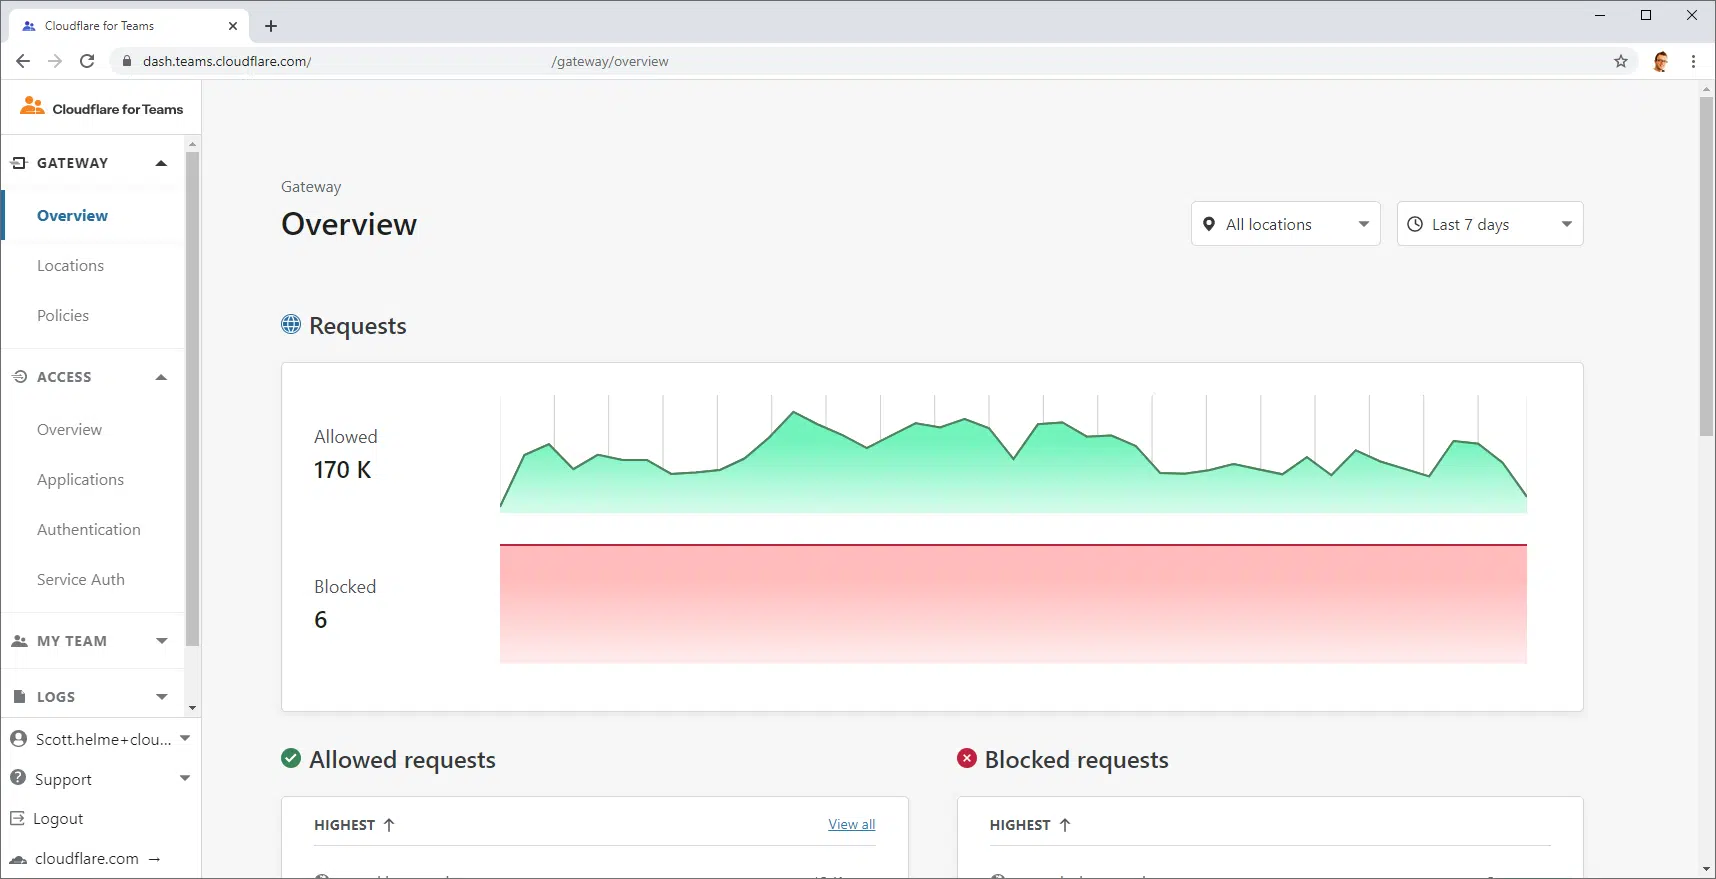 Cloudflare for Teams
dash.teams.cloudflare.com/ /gateway/overview
Cloudflare for Teams
GATEWAY
Overview
Locations
Policies
ACCESS
Overview
Applications
Authentication
Service Auth
MY TEAM
LOGS
Scott.helme+clou...
Support
Logout
cloudflare.com →
Gateway
Overview
All locations
Last 7 days
Requests
Allowed
170 K
Blocked
6
Allowed requests
HIGHEST ↑
View all
Blocked requests
HIGHEST ↑